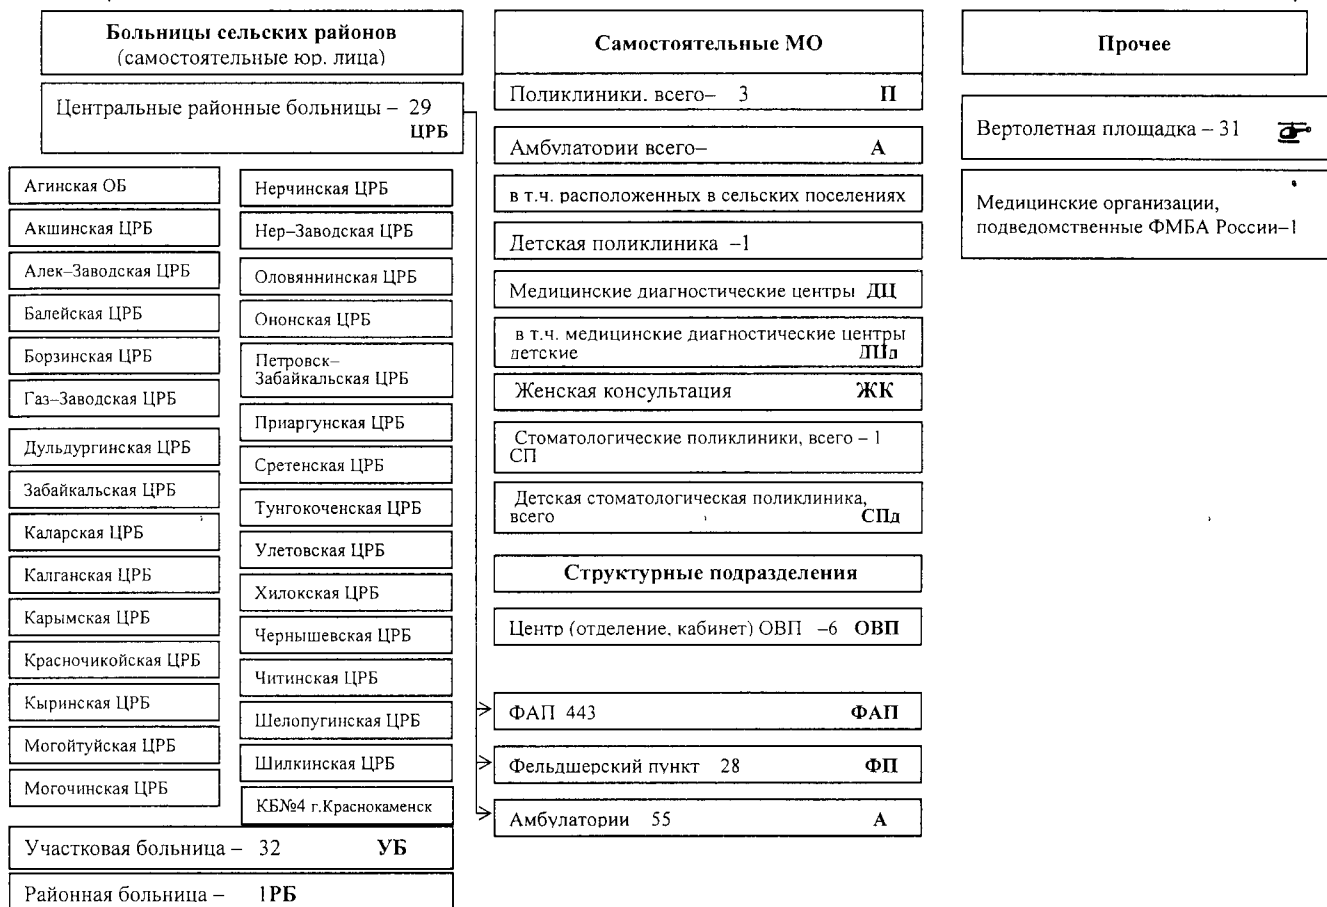 Больницы сельских районов
(самостоятельные юр. лица)
Центральные районные больницы – 29
ЦРБ
Агинская ОБ
Акшинская ЦРБ
Алек–Заводская ЦРБ
Балейская ЦРБ
Борзинская ЦРБ
Газ–Заводская ЦРБ
Дульдургинская ЦРБ
Забайкальская ЦРБ
Каларская ЦРБ
Калганская ЦРБ
Карымская ЦРБ
Красночикойская ЦРБ
Кыринская ЦРБ
Могойтуйская ЦРБ
Могочинская ЦРБ
Нерчинская ЦРБ
Нер–Заводская ЦРБ
Оловяннинская ЦРБ
Ононская ЦРБ
Петровск–
Забайкальская ЦРБ
Приаргунская ЦРБ
Сретенская ЦРБ
Тунгокоченская ЦРБ
Улетовская ЦРБ
Хилокская ЦРБ
Чернышевская ЦРБ
Читинская ЦРБ
Шелопугинская ЦРБ
Шилкинская ЦРБ
КБ№4 г.Краснокаменск
Участковая больница – 32 УБ
Районная больница – 1РБ
Самостоятельные МО
Поликлиники. всего– 3 П
Амбулатории всего– А
в т.ч. расположенных в сельских поселениях
Детская поликлиника –1
Медицинские диагностические центры ДЦ
в т.ч. медицинские диагностические центры
детские ДЦд
Женская консультация ЖК
Стоматологические поликлиники, всего – 1
СП
Детская стоматологическая поликлиника,
всего СПд
Структурные подразделения
Центр (отделение, кабинет) ОВП –6 ОВП
ФАП 443 ФАП
Фельдшерский пункт 28 ФП
Амбулатории 55 А
Прочее
Вертолетная площадка – 31
Медицинские организации,
подведомственные ФМБА России–1